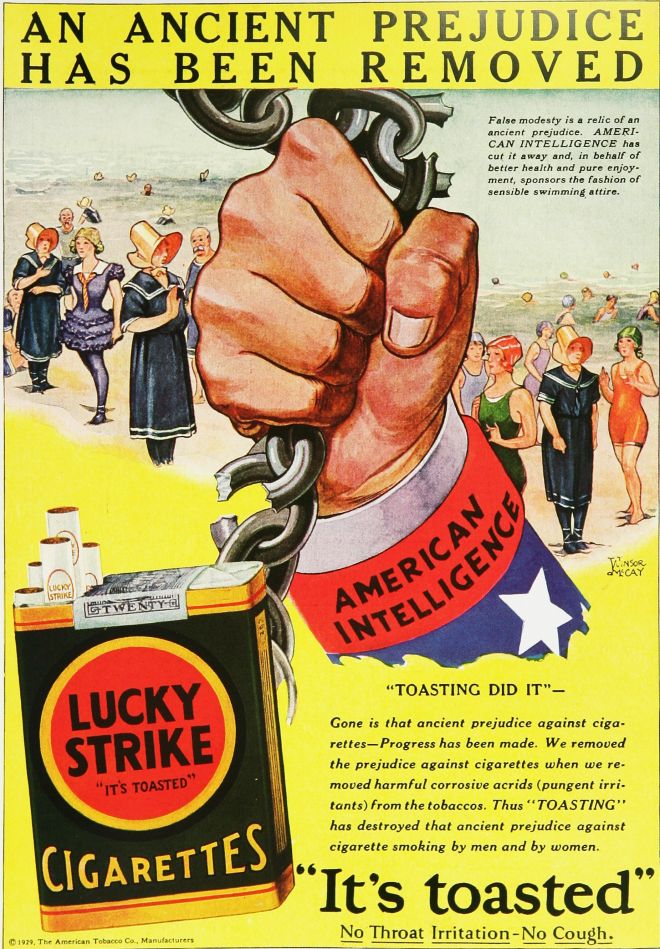 AN ANCIENT PREJUDICE
HAS BEEN REMOVED
False modesty is a relic of an
ancient prejudice. AMERI-
CAN INTELLIGENCE has
cut it away and, in behalf of
better health and pure enjoy-
ment, sponsors the fashion of
sensible swimming attire.
AMERICAN
INTELLIGENCE
WINSOR
McCAY
LUCKY
STRIKE
TWENTY
LUCKY
STRIKE
"IT'S TOASTED"
CIGARETTES
"TOASTING DID IT"—
Gone is that ancient prejudice against ciga-
rettes—Progress has been made. We removed
the prejudice against cigarettes when we re-
moved harmful corrosive acrids (pungent irri-
tants) from the tobaccos. Thus "TOASTING"
has destroyed that ancient prejudice against
cigarette smoking by men and by women.
"It's toasted"
No Throat Irritation-No Cough.
© 1929, The American Tobacco Co., Manufacturers